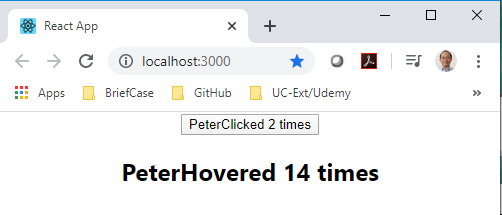 React App
localhost:3000
Apps BriefCase GitHub UC-Ext/Udemy
PeterClicked 2 times
PeterHovered 14 times